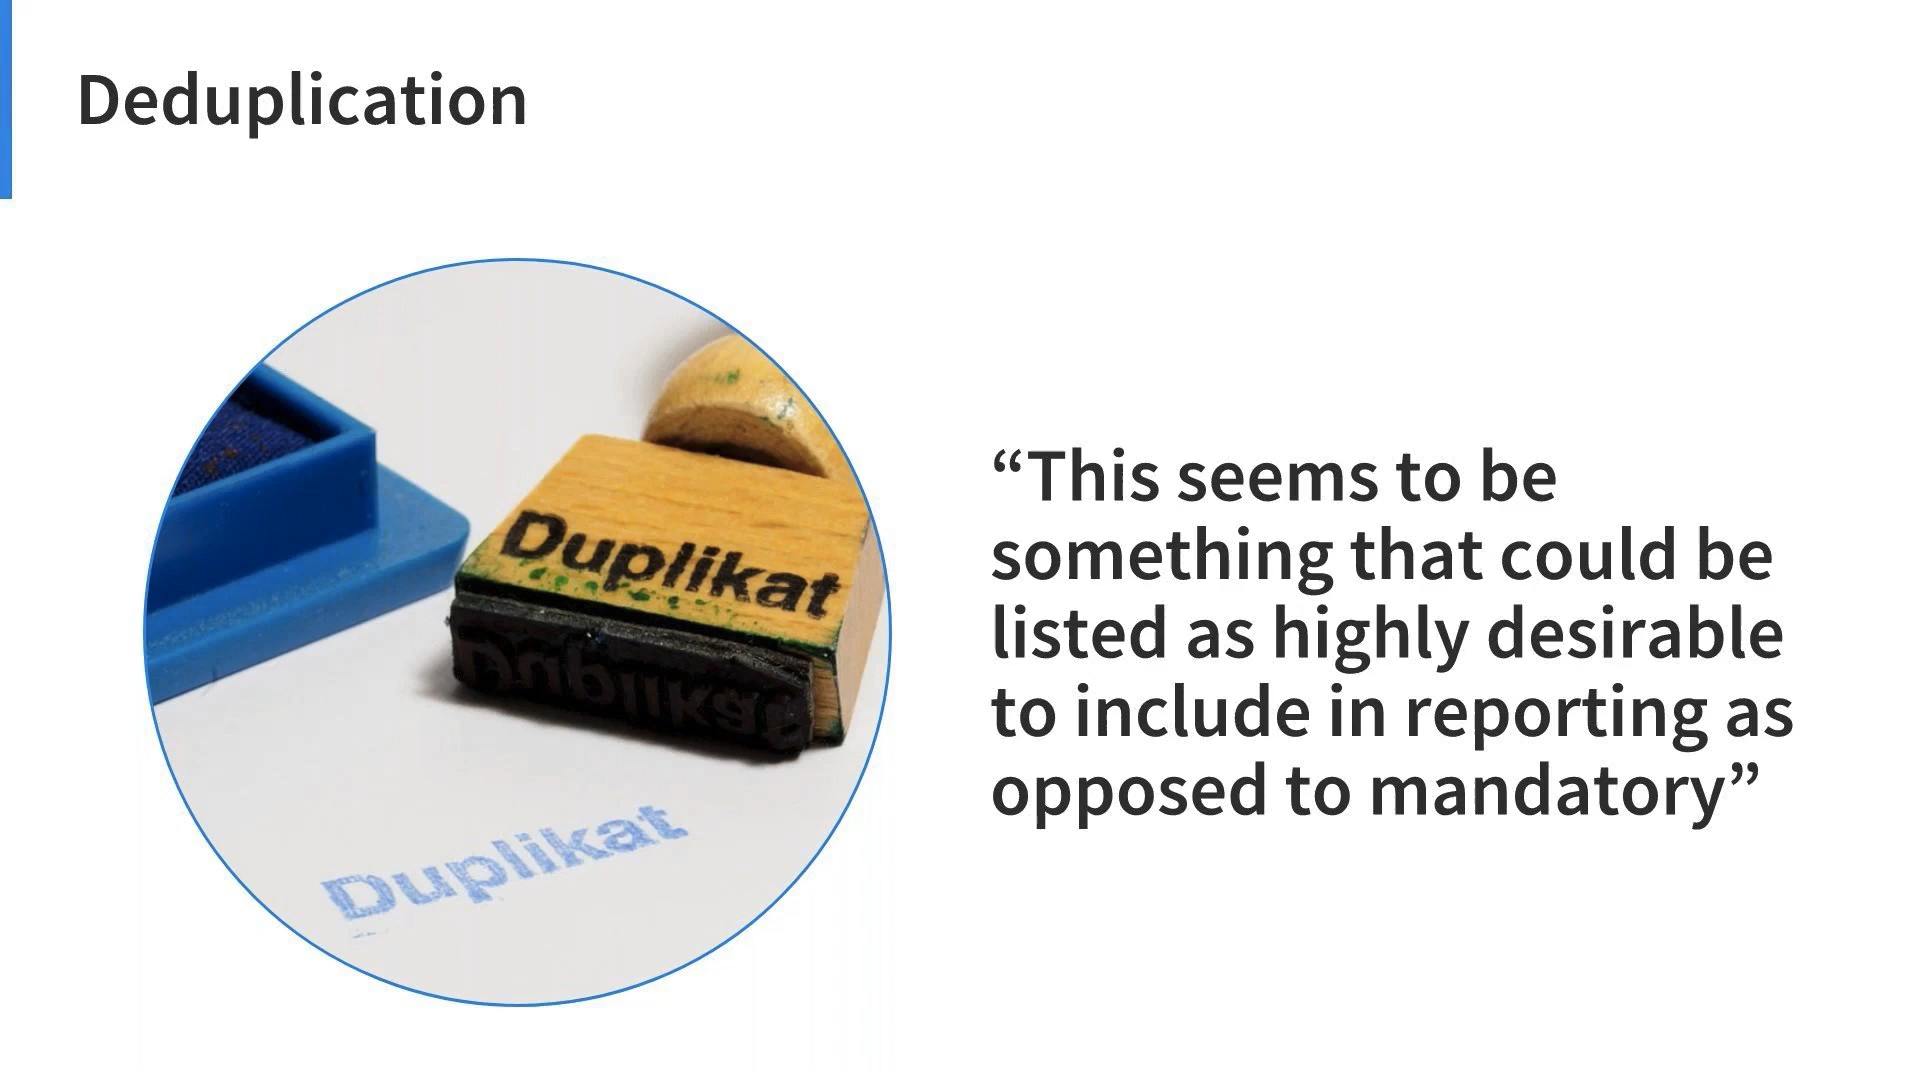 Deduplication
Duplikat
Duplikat
Duplikat
“This seems to be
something that could be
listed as highly desirable
to include in reporting as
opposed to mandatory”